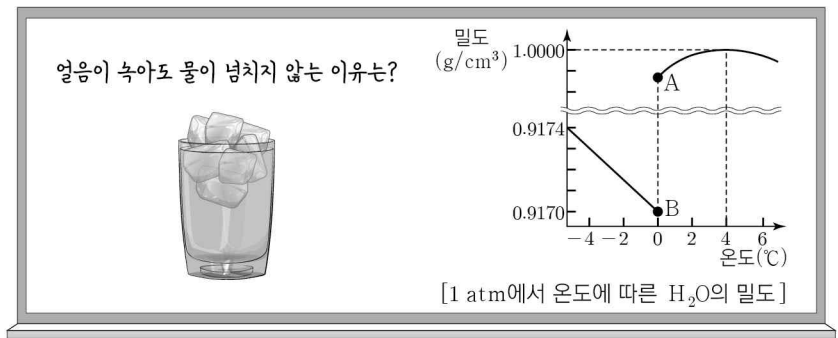 얼음이 녹아도 물이 넘치지 않는 이유는?
밀도
(g/cm³)
1.0000
A
0.9174
0.9170
B
−4 −2 0 2 4 6
온도(℃)
[1 atm에서 온도에 따른 H₂O의 밀도]